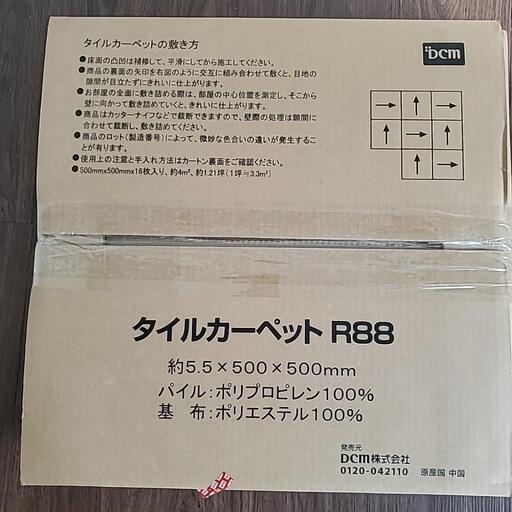 タイルカーペットの敷き方
DCM
●床面の凸凹は補修して、平滑にしてから施工してください。
●商品の裏面の矢印を右図のように交互に組み合わせて敷くと、目地の
隙間が目立たずにきれいに仕上がります。
●お部屋の全面に敷き詰める際は、部屋の中心位置を測定し、そこから
壁に向かって敷き詰めていくと、きれいに仕上がります。
●商品はカッターナイフなどで裁断できますので、壁際の処理は隙間に
合わせて裁断し、敷き詰めてください。
●商品のロット(製造番号)によって、微妙な色合いの違いが発生するこ
とが有ります。
●使用上の注意と手入れ方法はカートン裏面をご確認ください。
●500mmx500mmx16枚入り、約4m²、約1.21坪(1坪≒3.3m²)
タイルカーペット R88
約5.5×500×500mm
パイル:ポリプロピレン100%
基 布:ポリエステル100%
発売元
DCM株式会社
0120-042110 原産国 中国